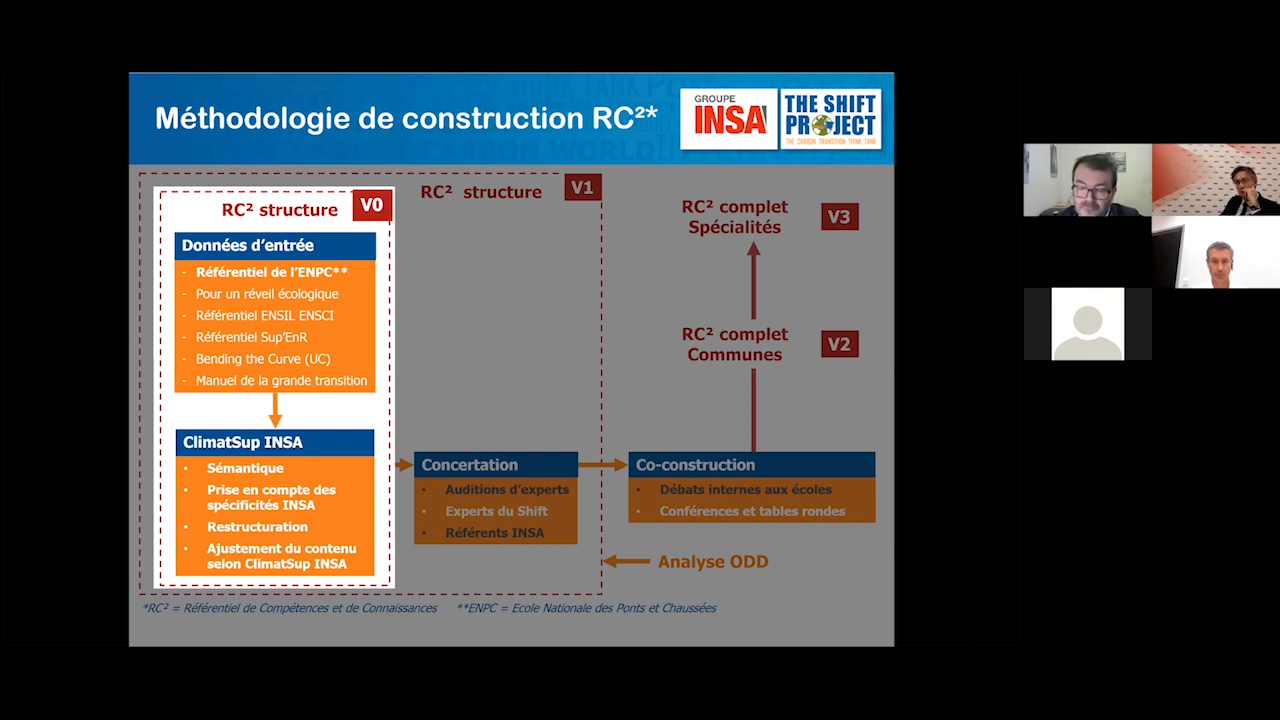 Méthodologie de construction RC²*
GROUPE
INSA
THE SHIFT
PROJECT
THE CARBON TRANSITION THINK TANK
RC² structure
V0
Données d'entrée
- Référentiel de l'ENPC**
- Pour un réveil écologique
- Référentiel ENSIL ENSCI
- Référentiel Sup'EnR
- Bending the Curve (UC)
- Manuel de la grande transition
ClimatSup INSA
• Sémantique
• Prise en compte des
spécificités INSA
• Restructuration
• Ajustement du contenu
selon ClimatSup INSA
RC² structure
V1
Concertation
• Auditions d'experts
• Experts du Shift
• Référents INSA
RC² complet
Spécialités
V3
RC² complet
Communes
V2
Co-construction
• Débats internes aux écoles
• Conférences et tables rondes
Analyse ODD
*RC² = Référentiel de Compétences et de Connaissances
**ENPC = Ecole Nationale des Ponts et Chaussées